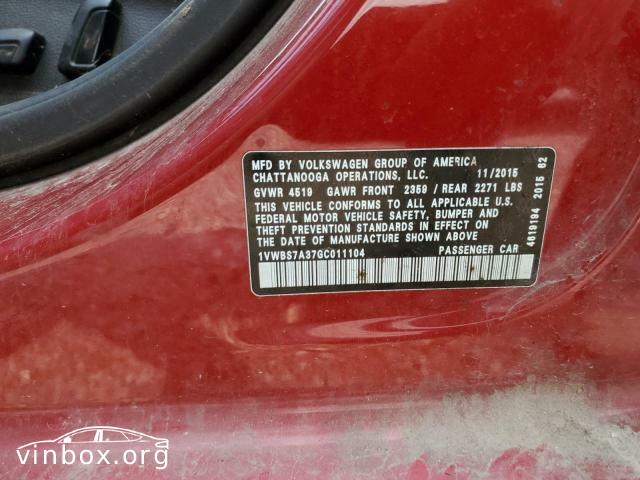 MFD BY VOLKSWAGEN GROUP OF AMERICA
CHATTANOOGA OPERATIONS, LLC. 11/2015
GVWR 4519 GAWR FRONT 2359 / REAR 2271 LBS
THIS VEHICLE CONFORMS TO ALL APPLICABLE U.S.
FEDERAL MOTOR VEHICLE SAFETY, BUMPER AND
THEFT PREVENTION STANDARDS IN EFFECT ON
THE DATE OF MANUFACTURE SHOWN ABOVE
1VWBS7A37GC011104 PASSENGER CAR
4619194 2015 62
vinbox.org